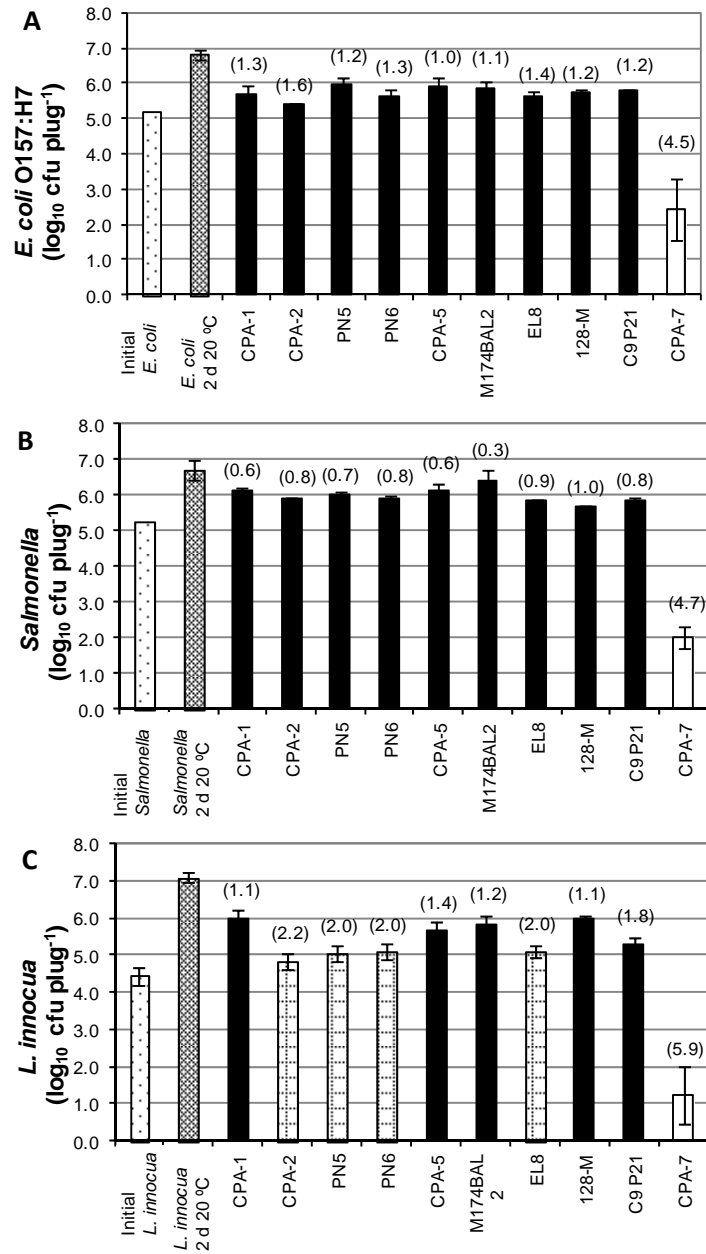 A
E. coli O157:H7
(log10 cfu plug-1)
8.0
7.0
6.0
5.0
4.0
3.0
2.0
1.0
0.0
(1.3)
(1.6)
(1.2)
(1.3)
(1.0)
(1.1)
(1.4)
(1.2)
(1.2)
(4.5)
Initial
E. coli
E. coli
2 d 20 ºC
CPA-1
CPA-2
PN5
PN6
CPA-5
M174BAL2
EL8
128-M
C9P21
CPA-7
B
Salmonella
(log10 cfu plug-1)
8.0
7.0
6.0
5.0
4.0
3.0
2.0
1.0
0.0
(0.6)
(0.8)
(0.7)
(0.8)
(0.6)
(0.3)
(0.9)
(1.0)
(0.8)
(4.7)
Initial
Salmonella
Salmonella
2 d 20 ºC
CPA-1
CPA-2
PN5
PN6
CPA-5
M174BAL2
EL8
128-M
C9P21
CPA-7
C
L. innocua
(log10 cfu plug-1)
8.0
7.0
6.0
5.0
4.0
3.0
2.0
1.0
0.0
(1.1)
(2.2)
(2.0)
(2.0)
(1.4)
(1.2)
(2.0)
(1.1)
(1.8)
(5.9)
Initial
L. innocua
L. innocua
2 d 20 ºC
CPA-1
CPA-2
PN5
PN6
CPA-5
M174BAL
2
EL8
128-M
C9P21
CPA-7